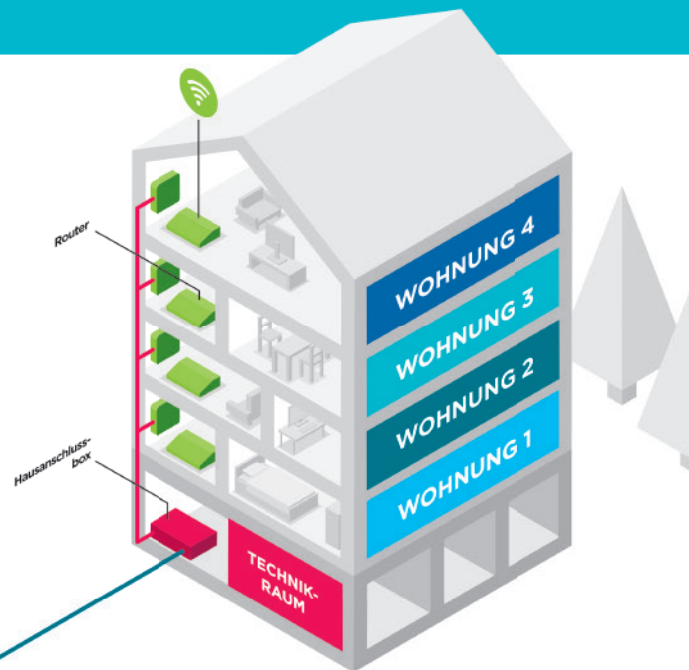 Router
Hausanschluss-
box
WOHNUNG 4
WOHNUNG 3
WOHNUNG 2
WOHNUNG 1
TECHNIK-
RAUM